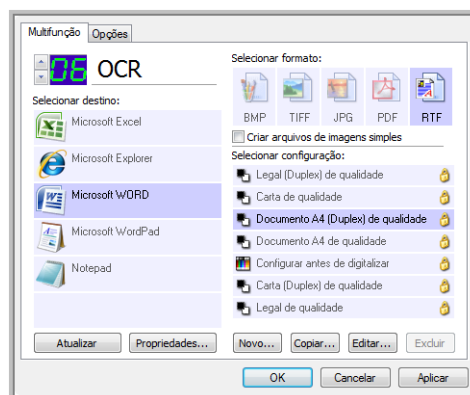 Multifunção Opções
06 OCR
Selecionar destino:
Microsoft Excel
Microsoft Explorer
Microsoft WORD
Microsoft WordPad
Notepad
Atualizar Propriedades...
Selecionar formato:
BMP TIFF JPG PDF RTF
Criar arquivos de imagens simples
Selecionar configuração:
Legal (Duplex) de qualidade
Carta de qualidade
Documento A4 (Duplex) de qualidade
Documento A4 de qualidade
Configurar antes de digitalizar
Carta (Duplex) de qualidade
Legal de qualidade
Novo... Copiar... Editar... Excluir
OK Cancelar Aplicar